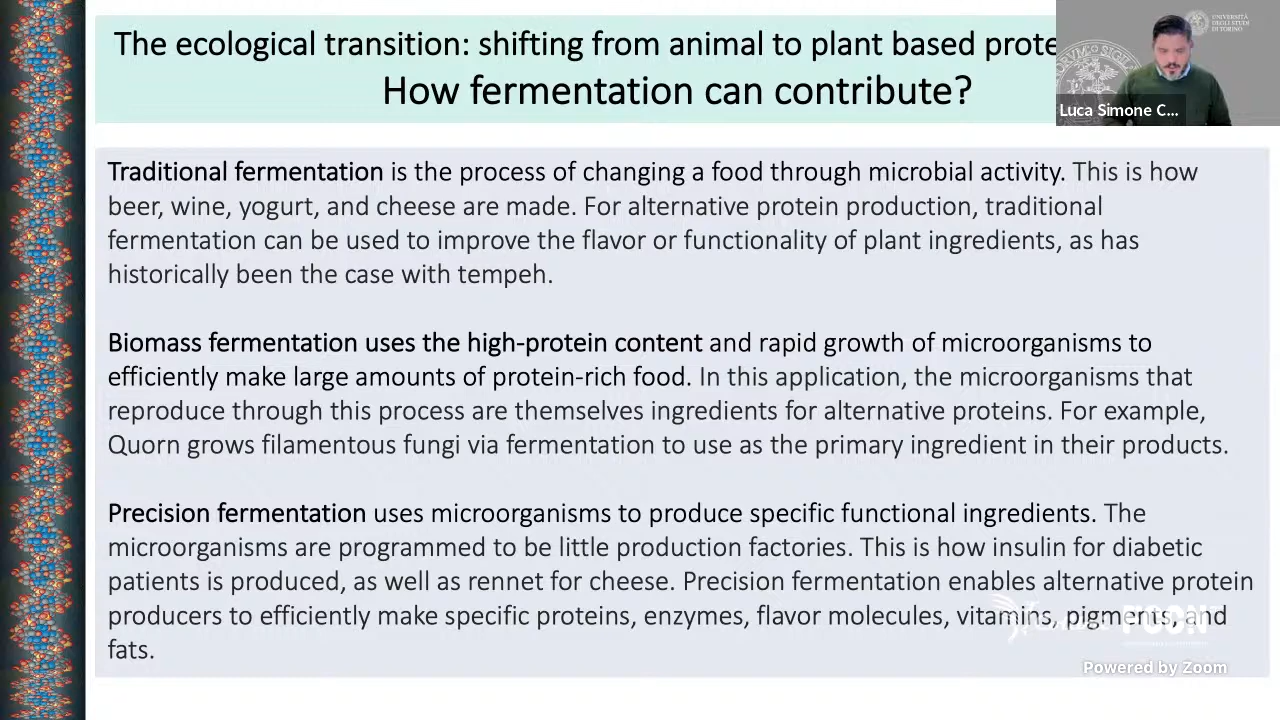 The ecological transition: shifting from animal to plant based prote
How fermentation can contribute?
UNIVERSITÀ
DEGLI STUDI
DI TORINO
Luca Simone C...
Traditional fermentation is the process of changing a food through microbial activity. This is how
beer, wine, yogurt, and cheese are made. For alternative protein production, traditional
fermentation can be used to improve the flavor or functionality of plant ingredients, as has
historically been the case with tempeh.
Biomass fermentation uses the high-protein content and rapid growth of microorganisms to
efficiently make large amounts of protein-rich food. In this application, the microorganisms that
reproduce through this process are themselves ingredients for alternative proteins. For example,
Quorn grows filamentous fungi via fermentation to use as the primary ingredient in their products.
Precision fermentation uses microorganisms to produce specific functional ingredients. The
microorganisms are programmed to be little production factories. This is how insulin for diabetic
patients is produced, as well as rennet for cheese. Precision fermentation enables alternative protein
producers to efficiently make specific proteins, enzymes, flavor molecules, vitamins, pigments, and
fats.
Powered by Zoom